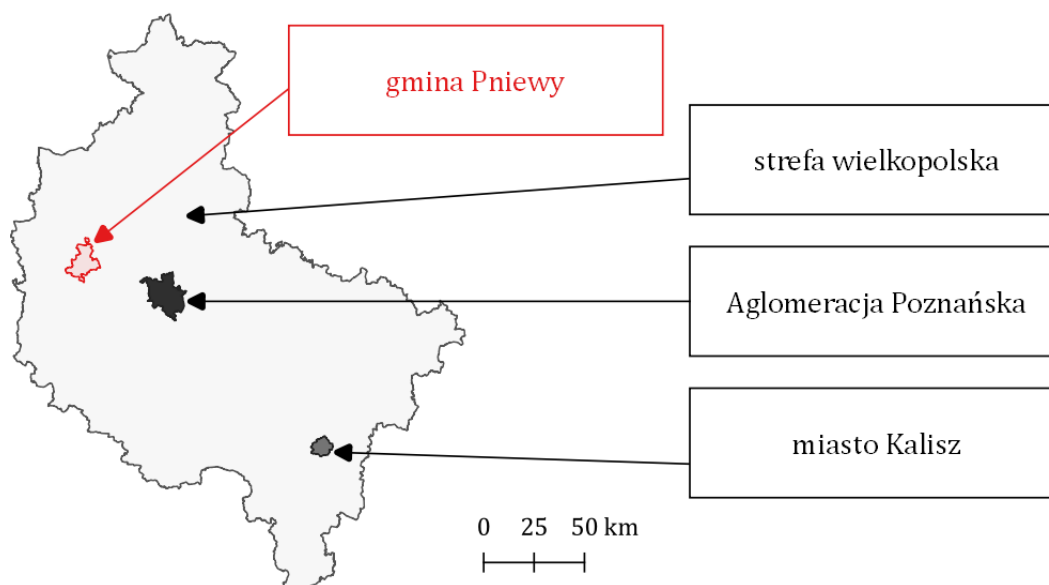 gmina Pniewy
strefa wielkopolska
Aglomeracja Poznańska
miasto Kalisz
0 25 50 km